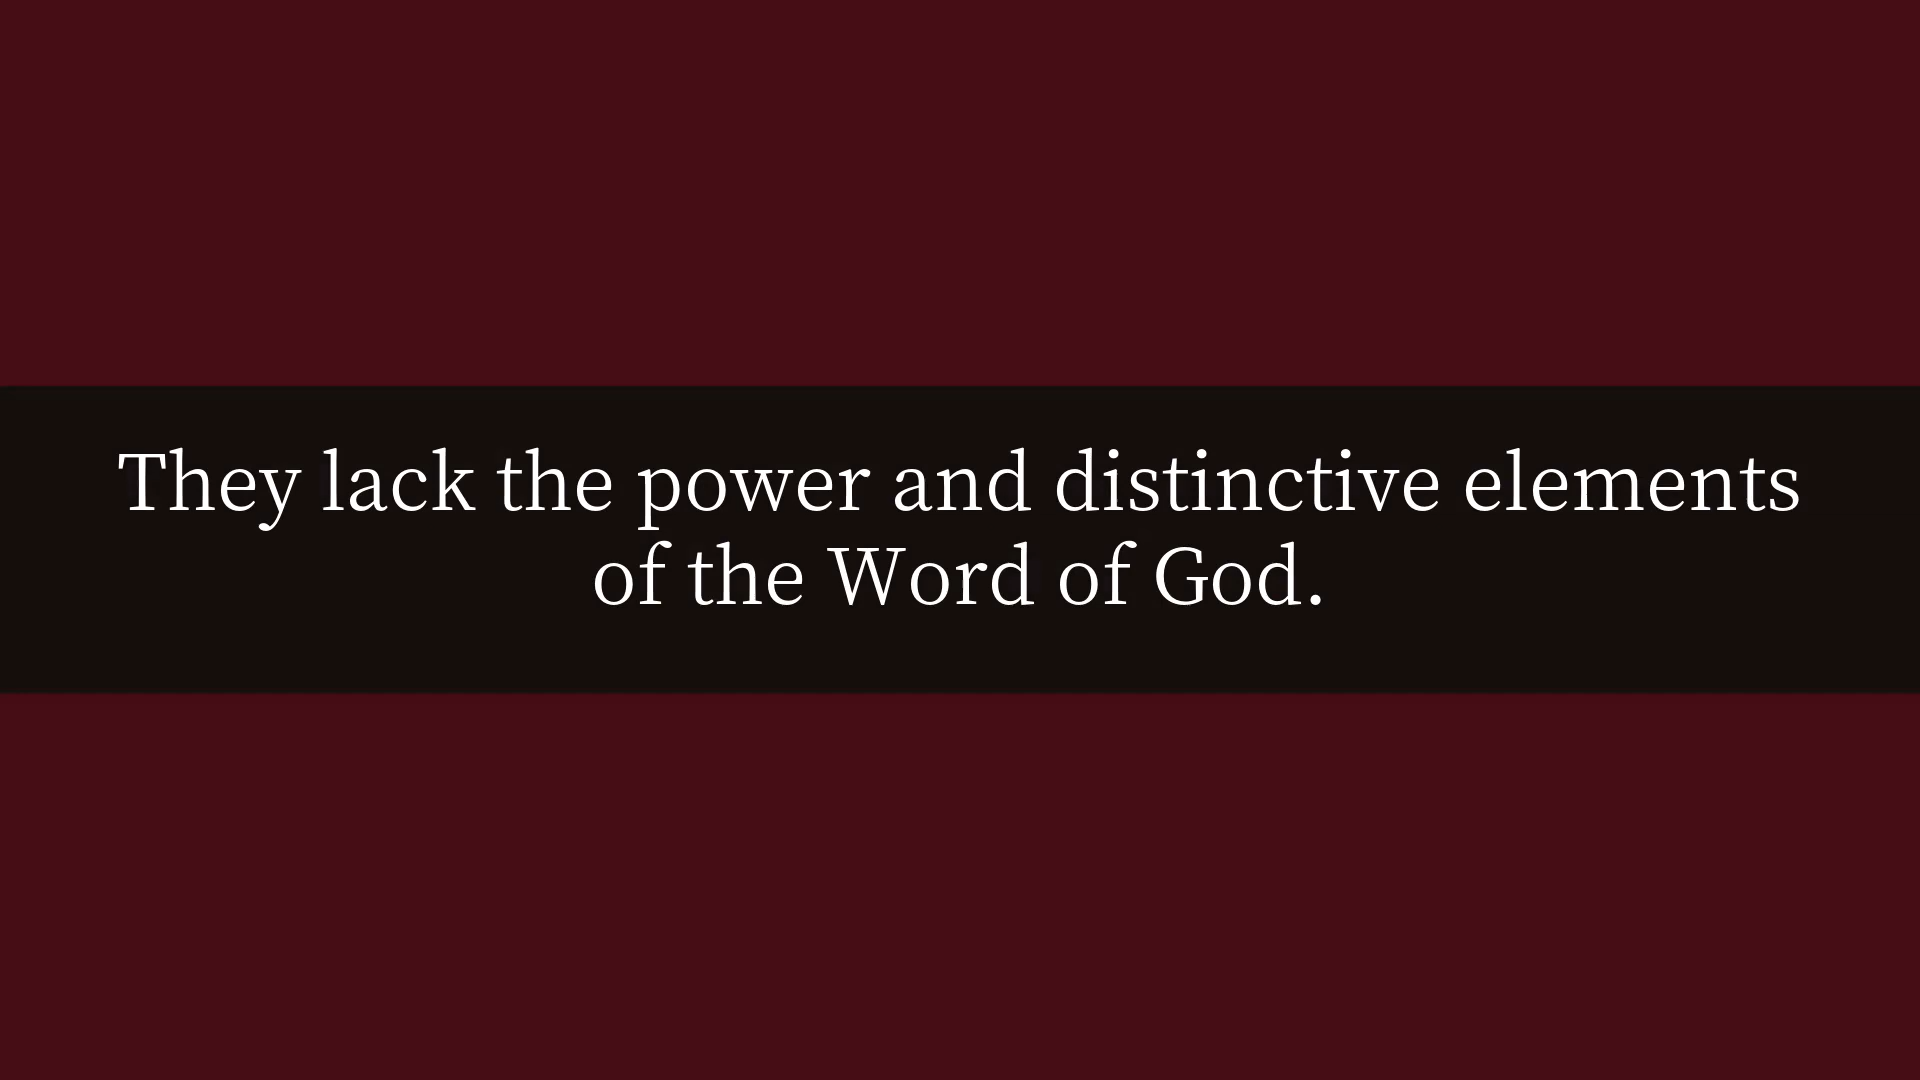 They lack the power and distinctive elements
of the Word of God.